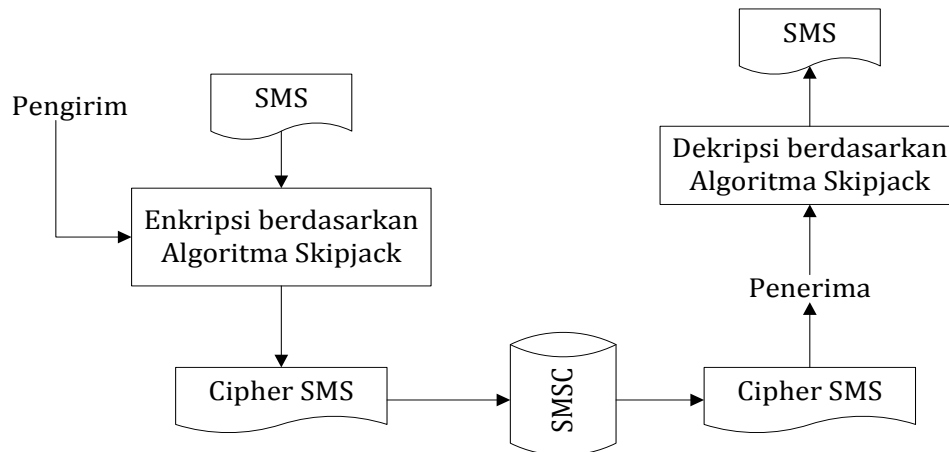 SMS
Pengirim
SMS
Enkripsi berdasarkan
Algoritma Skipjack
Cipher SMS
SMSC
Cipher SMS
Penerima
Dekripsi berdasarkan
Algoritma Skipjack